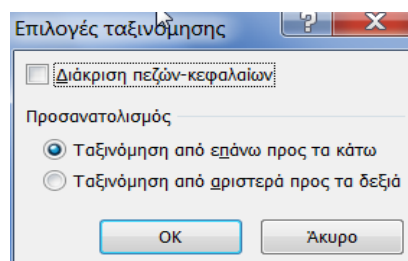 Επιλογές ταξινόμησης
Διάκριση πεζών-κεφαλαίων
Προσανατολισμός
Ταξινόμηση από επάνω προς τα κάτω
Ταξινόμηση από αριστερά προς τα δεξιά
OK Άκυρο